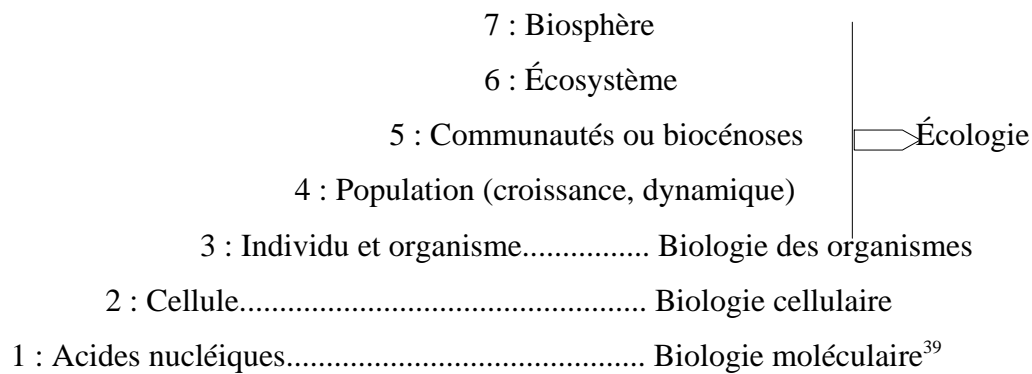 7 : Biosphère
6 : Écosystème
5 : Communautés ou biocénoses Écologie
4 : Population (croissance, dynamique)
3 : Individu et organisme................ Biologie des organismes
2 : Cellule.................................................... Biologie cellulaire
1 : Acides nucléiques.............................................. Biologie moléculaire³⁹